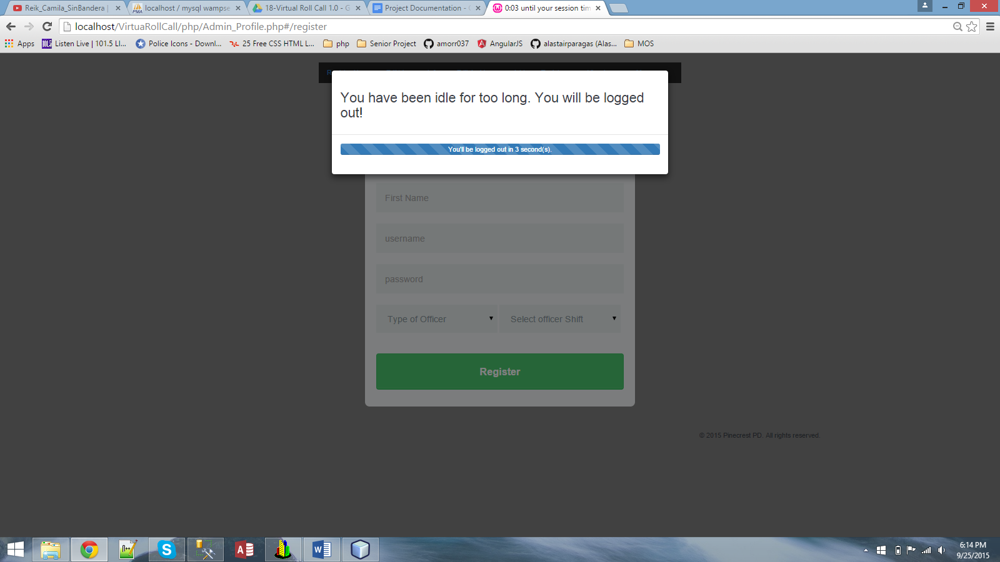 Reik_Camila_SinBandera |
localhost / mysql wampse
18-Virtual Roll Call 1.0 - G
Project Documentation - G
0:03 until your session tim
localhost/VirtuaRollCall/php/Admin_Profile.php#/register
Apps
Listen Live | 101.5 LI...
Police Icons - Downl...
25 Free CSS HTML L...
php
Senior Project
amorr037
AngularJS
alastairparagas (Alas...
MOS
You have been idle for too long. You will be logged
out!
You'll be logged out in 3 second(s).
First Name
username
password
Type of Officer
Select officer Shift
Register
© 2015 Pinecrest PD. All rights reserved.
6:14 PM
9/25/2015